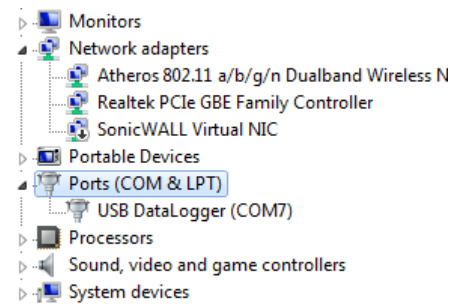 Monitors
Network adapters
Atheros 802.11 a/b/g/n Dualband Wireless N
Realtek PCIe GBE Family Controller
SonicWALL Virtual NIC
Portable Devices
Ports (COM & LPT)
USB DataLogger (COM7)
Processors
Sound, video and game controllers
System devices